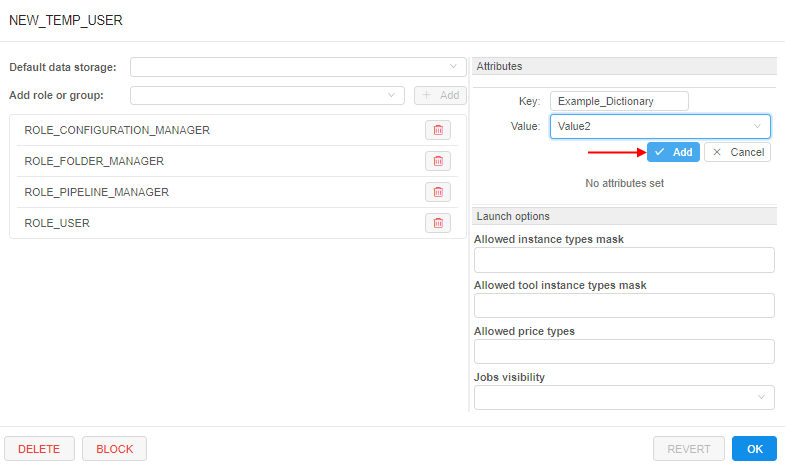 NEW_TEMP_USER
Default data storage:
Add role or group:
+ Add
ROLE_CONFIGURATION_MANAGER
ROLE_FOLDER_MANAGER
ROLE_PIPELINE_MANAGER
ROLE_USER
Attributes
Key: Example_Dictionary
Value: Value2
Add
Cancel
No attributes set
Launch options
Allowed instance types mask
Allowed tool instance types mask
Allowed price types
Jobs visibility
DELETE
BLOCK
REVERT
OK